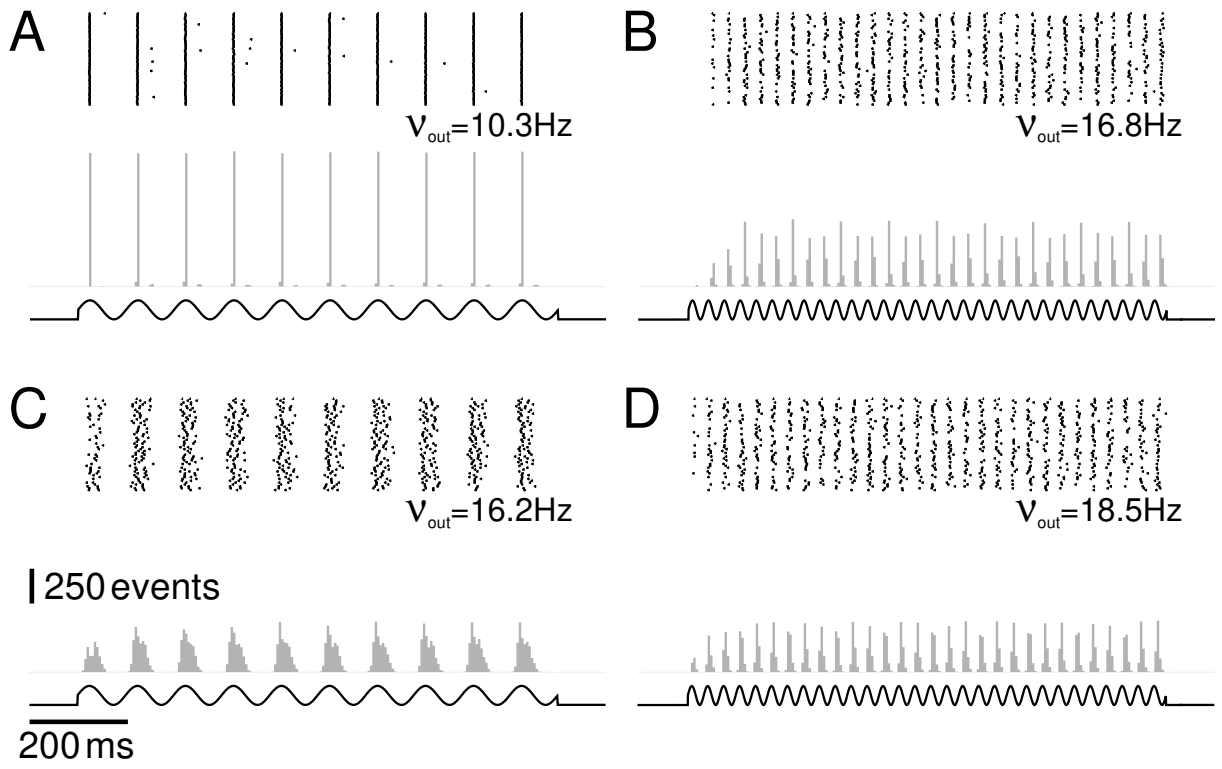 A
B
ν_out=10.3Hz
ν_out=16.8Hz
C
D
ν_out=16.2Hz
ν_out=18.5Hz
250 events
200 ms